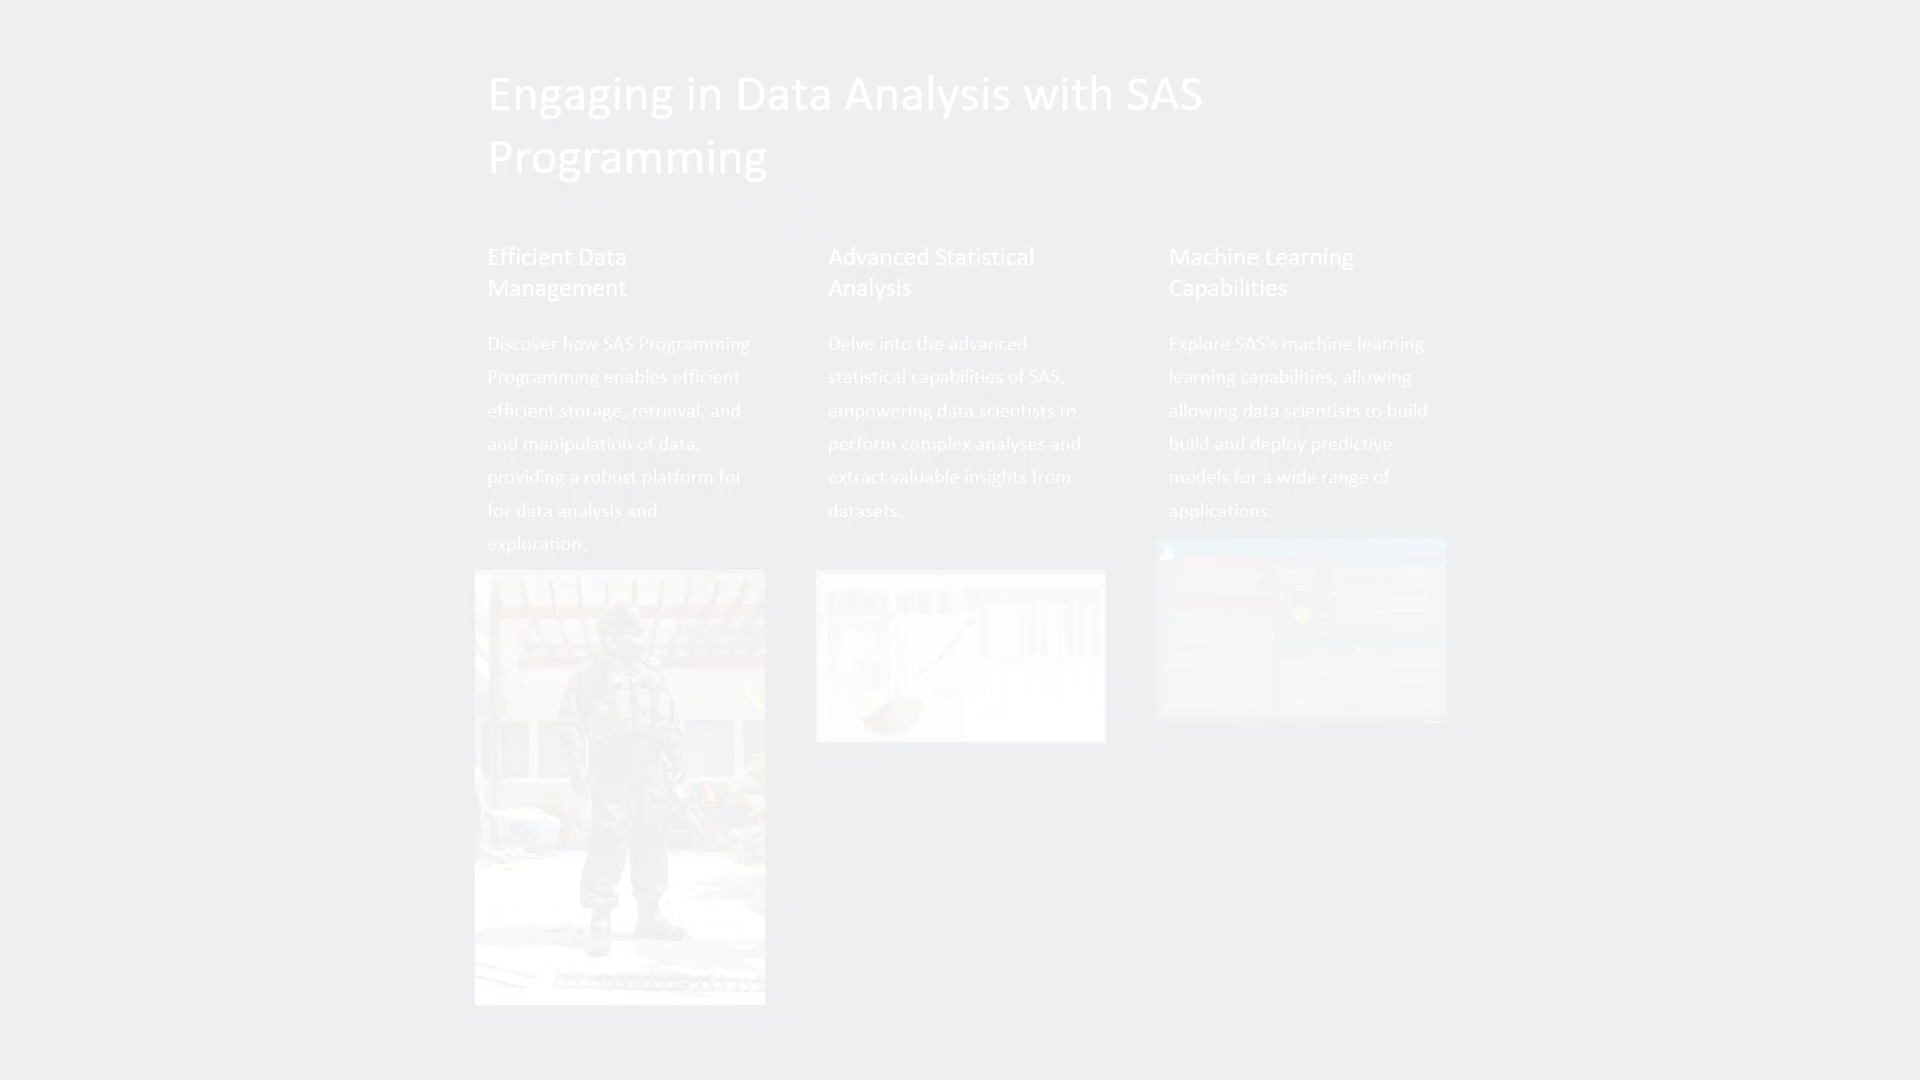 Engaging in Data Analysis with SAS
Programming
Efficient Data
Management
Discover how SAS Programming
Programming enables efficient
efficient storage, retrieval, and
and manipulation of data,
providing a robust platform for
for data analysis and
exploration.
Advanced Statistical
Analysis
Delve into the advanced
statistical capabilities of SAS,
empowering data scientists to
perform complex analyses and
extract valuable insights from
datasets.
Machine Learning
Capabilities
Explore SAS's machine learning
learning capabilities, allowing
allowing data scientists to build
build and deploy predictive
models for a wide range of
applications.